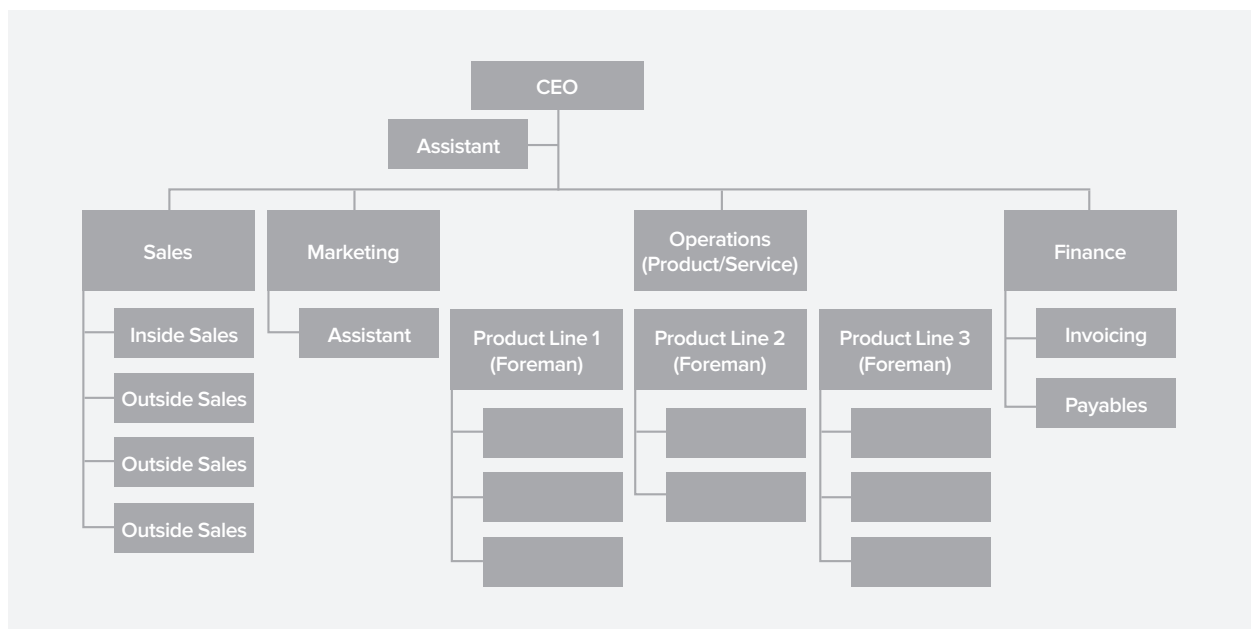 CEO
Assistant
Sales
Marketing
Operations
(Product/Service)
Finance
Inside Sales
Outside Sales
Outside Sales
Outside Sales
Assistant
Product Line 1
(Foreman)
Product Line 2
(Foreman)
Product Line 3
(Foreman)
Invoicing
Payables